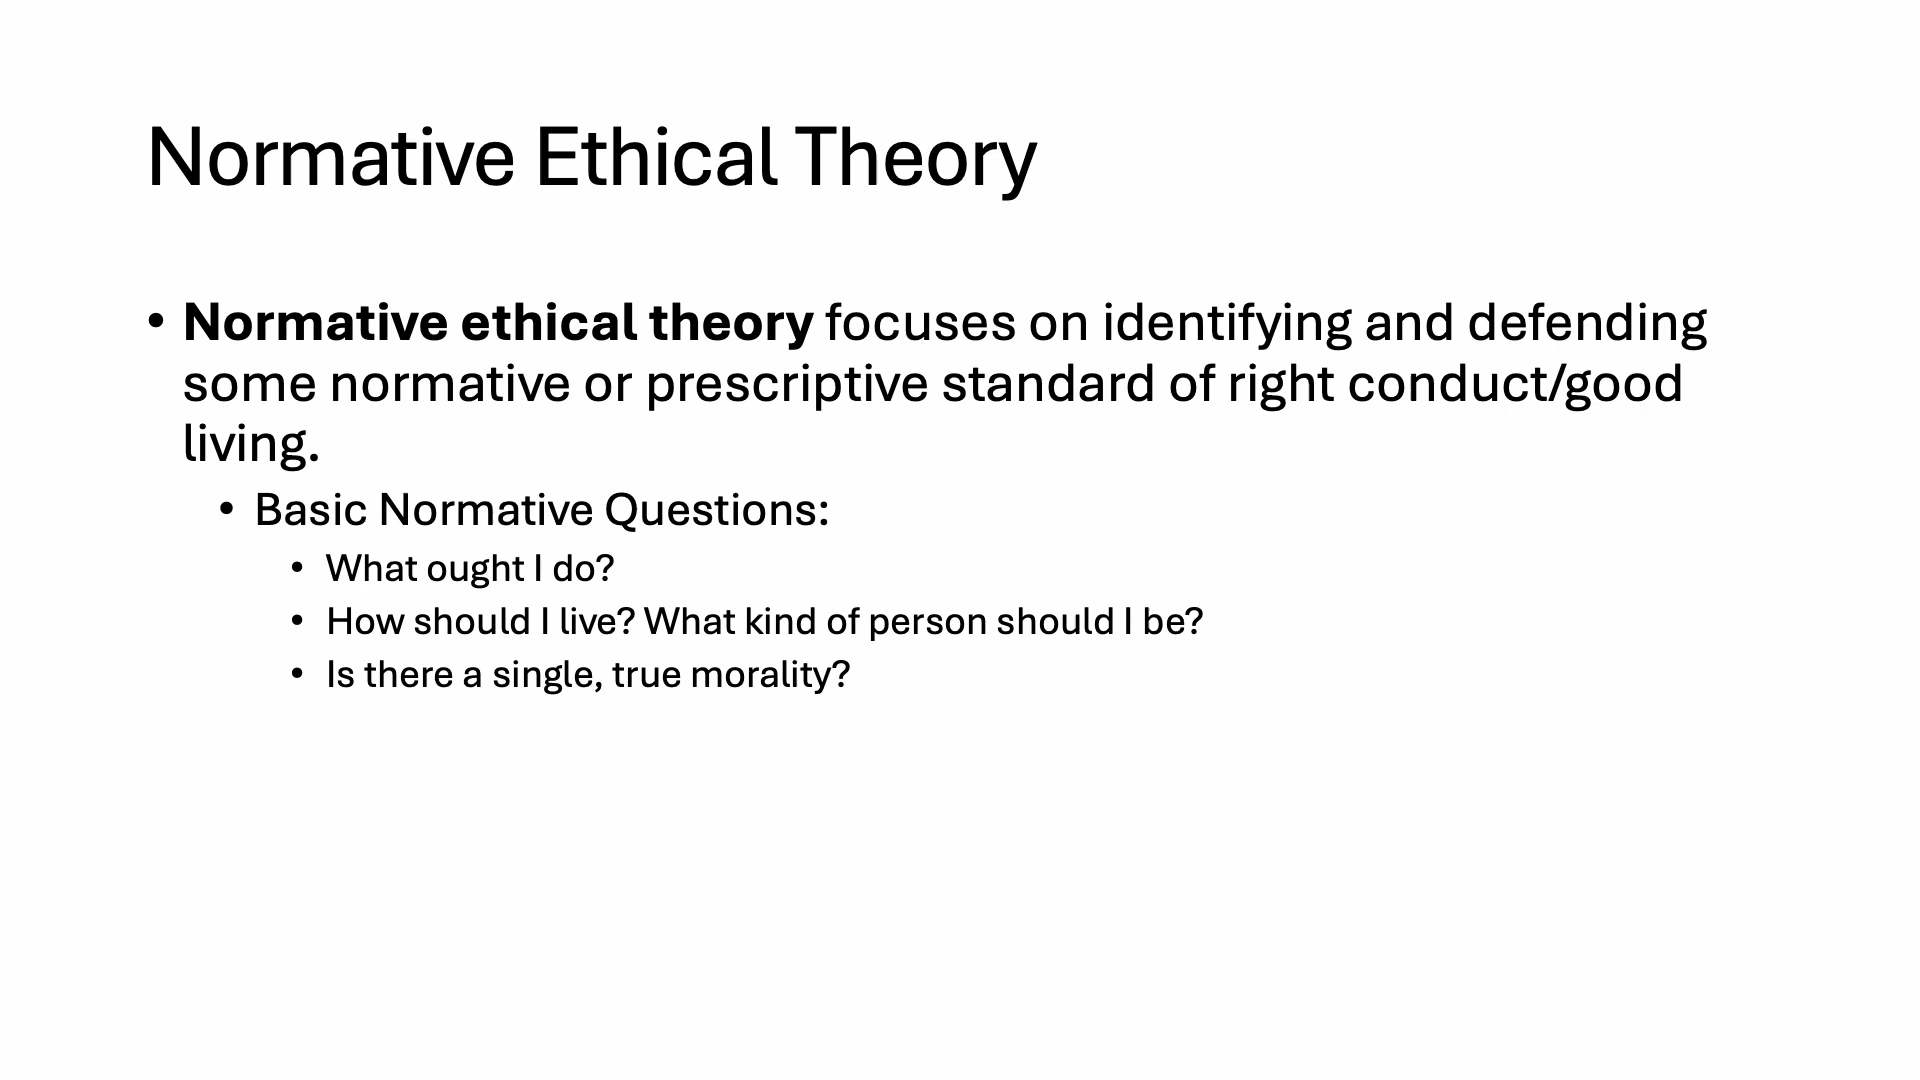 Normative Ethical Theory
• Normative ethical theory focuses on identifying and defending
some normative or prescriptive standard of right conduct/good
living.
• Basic Normative Questions:
• What ought I do?
• How should I live? What kind of person should I be?
• Is there a single, true morality?